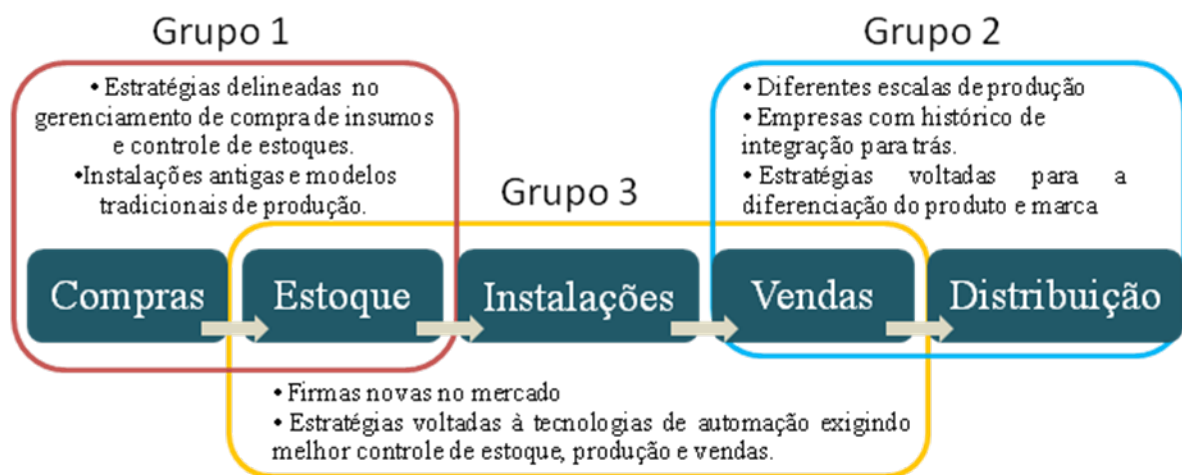 Grupo 1
• Estratégias delineadas no
gerenciamento de compra de insumos
e controle de estoques.
•Instalações antigas e modelos
tradicionais de produção.
Grupo 2
• Diferentes escalas de produção
• Empresas com histórico de
integração para trás.
• Estratégias voltadas para a
diferenciação do produto e marca
Grupo 3
Compras
Estoque
Instalações
Vendas
Distribuição
• Firmas novas no mercado
• Estratégias voltadas à tecnologias de automação exigindo
melhor controle de estoque, produção e vendas.